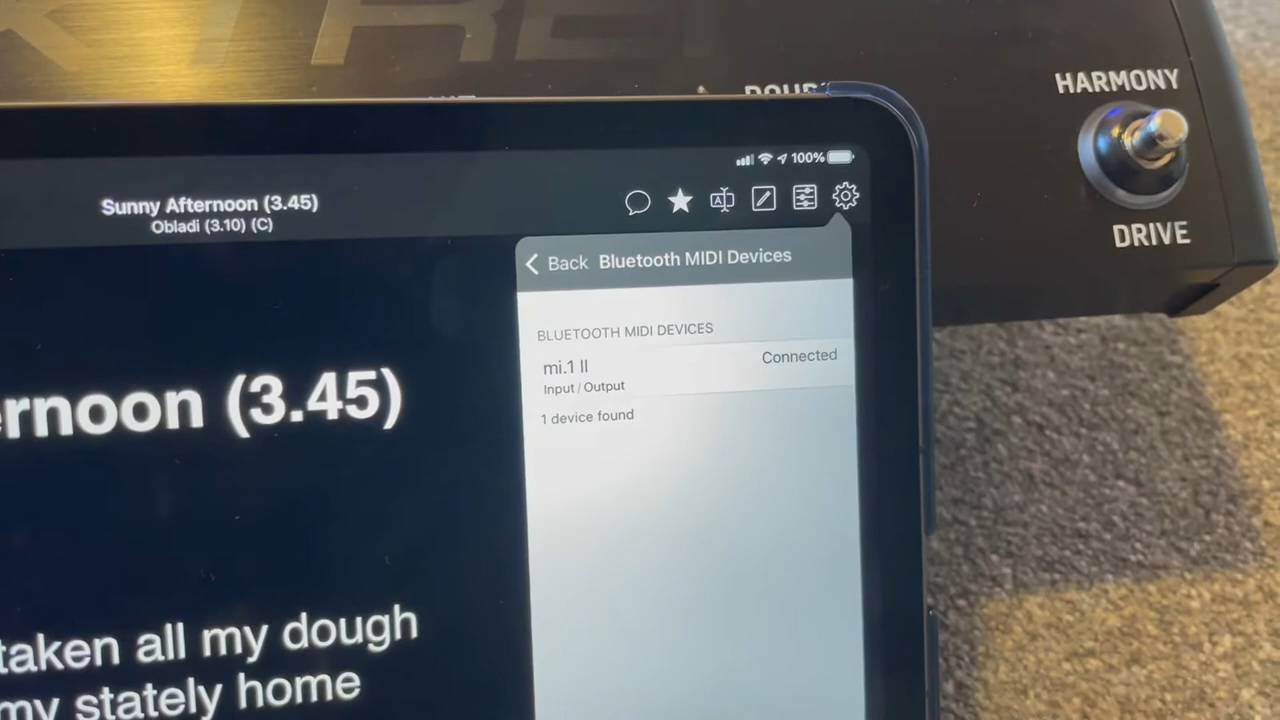 HARMONY
DRIVE
100%
Sunny Afternoon (3.45)
Obladi (3.10) (C)
Back Bluetooth MIDI Devices
BLUETOOTH MIDI DEVICES
mi.1 II
Connected
Input / Output
1 device found
ernoon (3.45)
taken all my dough
my stately home